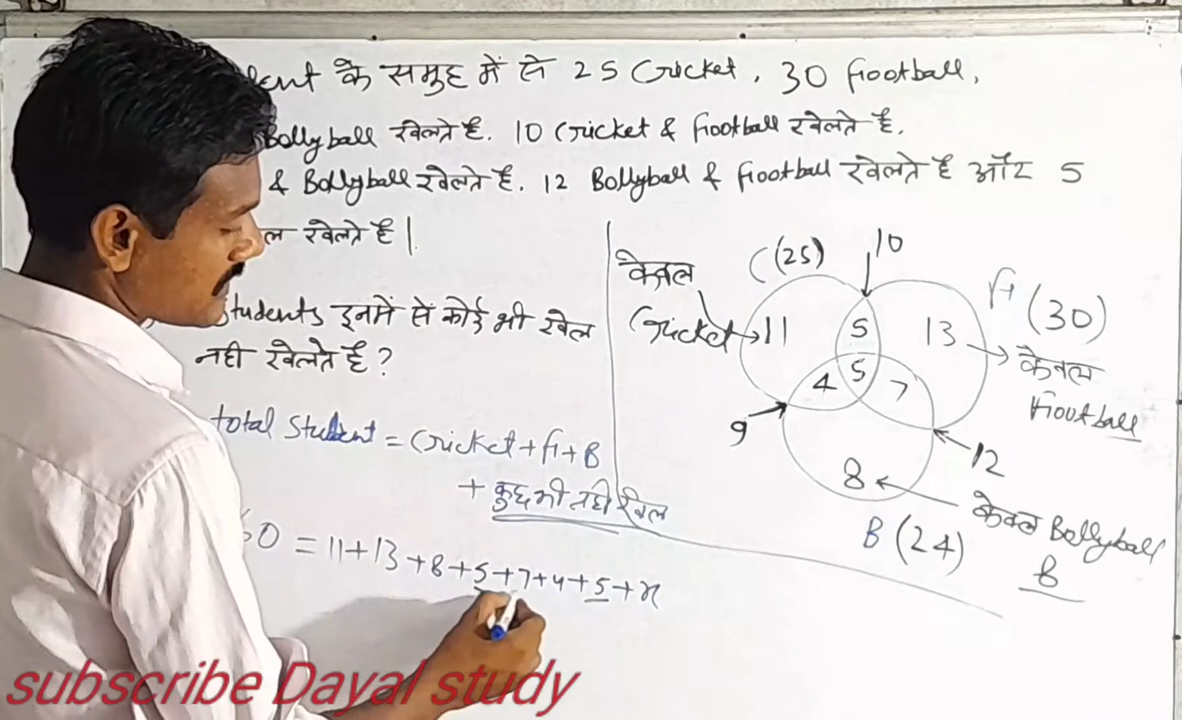 के समूह में से 25 Cricket, 30 football,
Bollyball खेलते है. 10 Cricket & football खेलते है.
& Bollyball खेलते है. 12 Bollyball & football खेलते है और 5
खेलते है |
students इनमें से कोई भी खेल
नही खेलते है ?
total student = Cricket + F + B
+ कुछ भी नही खेल
60 = 11+13+8+5+7+4+5+x
केवल
Cricket → 11
C (25)
10
F (30)
5
13
केवल
football
4
5
7
9
12
8
केवल Bollyball
8
B (24)
subscribe Dayal study